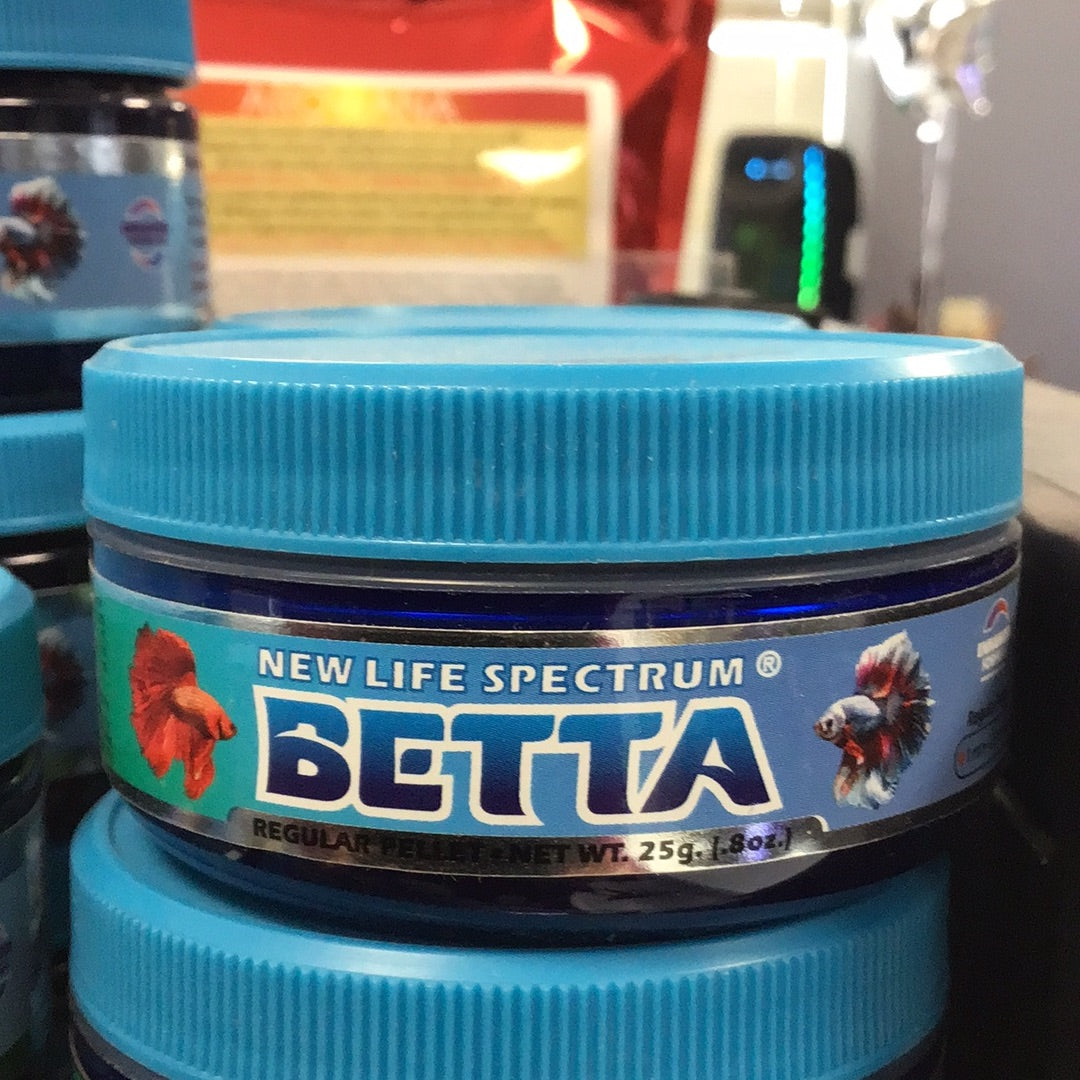 NEW LIFE SPECTRUM ®
BETTA
REGULAR PELLET • NET WT. 25g. [.8oz.]